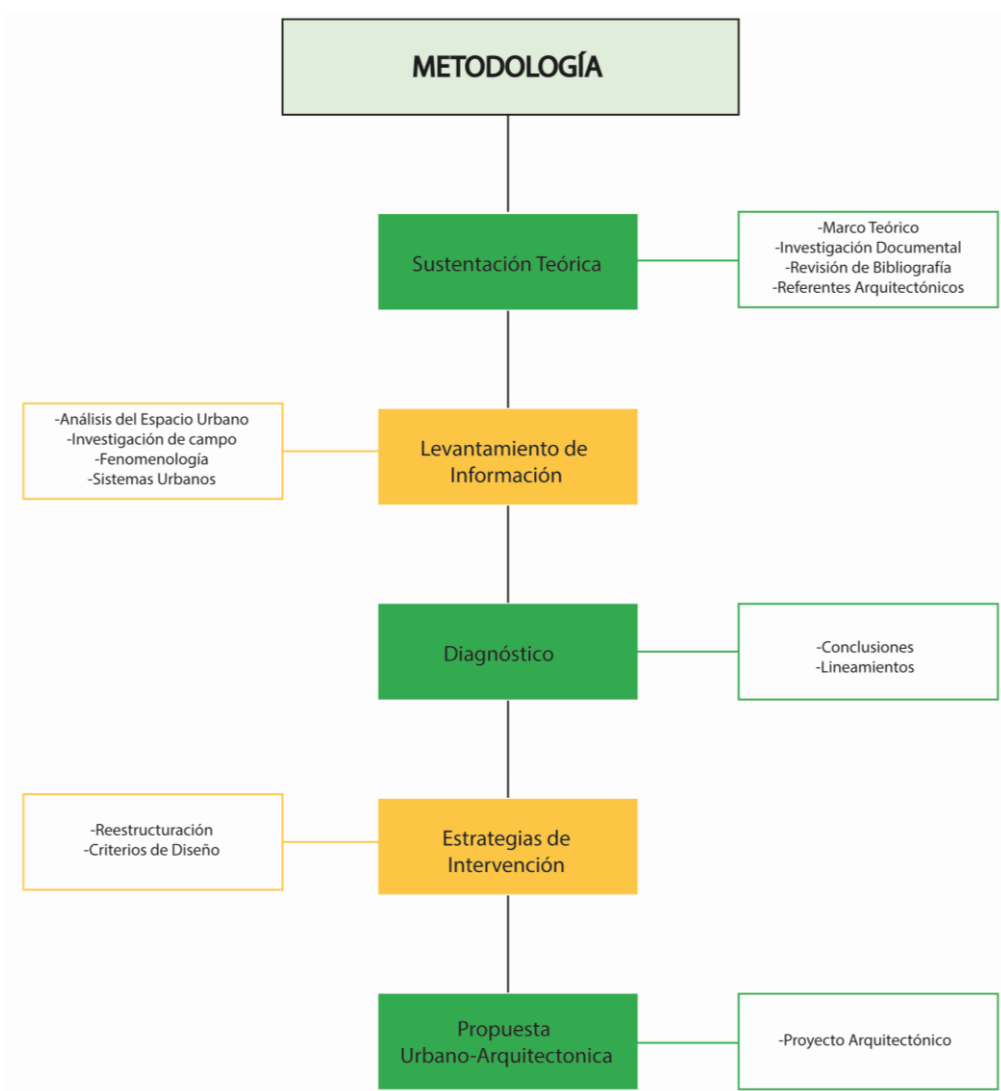 METODOLOGÍA
Sustentación Teórica
-Marco Teórico
-Investigación Documental
-Revisión de Bibliografía
-Referentes Arquitectónicos
-Análisis del Espacio Urbano
-Investigación de campo
-Fenomenología
-Sistemas Urbanos
Levantamiento de
Información
Diagnóstico
-Conclusiones
-Lineamientos
-Reestructuración
-Criterios de Diseño
Estrategias de
Intervención
Propuesta
Urbano-Arquitectonica
-Proyecto Arquitectónico